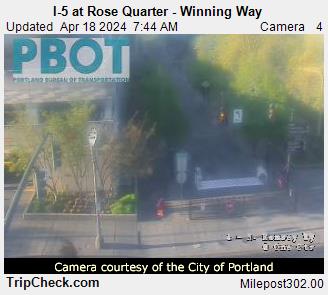 I-5 at Rose Quarter - Winning Way
Updated Apr 18 2024 7:44 AM Camera 4
PBOT
PORTLAND BUREAU OF TRANSPORTATION
Camera courtesy of the City of Portland
TripCheck.com Milepost302.00